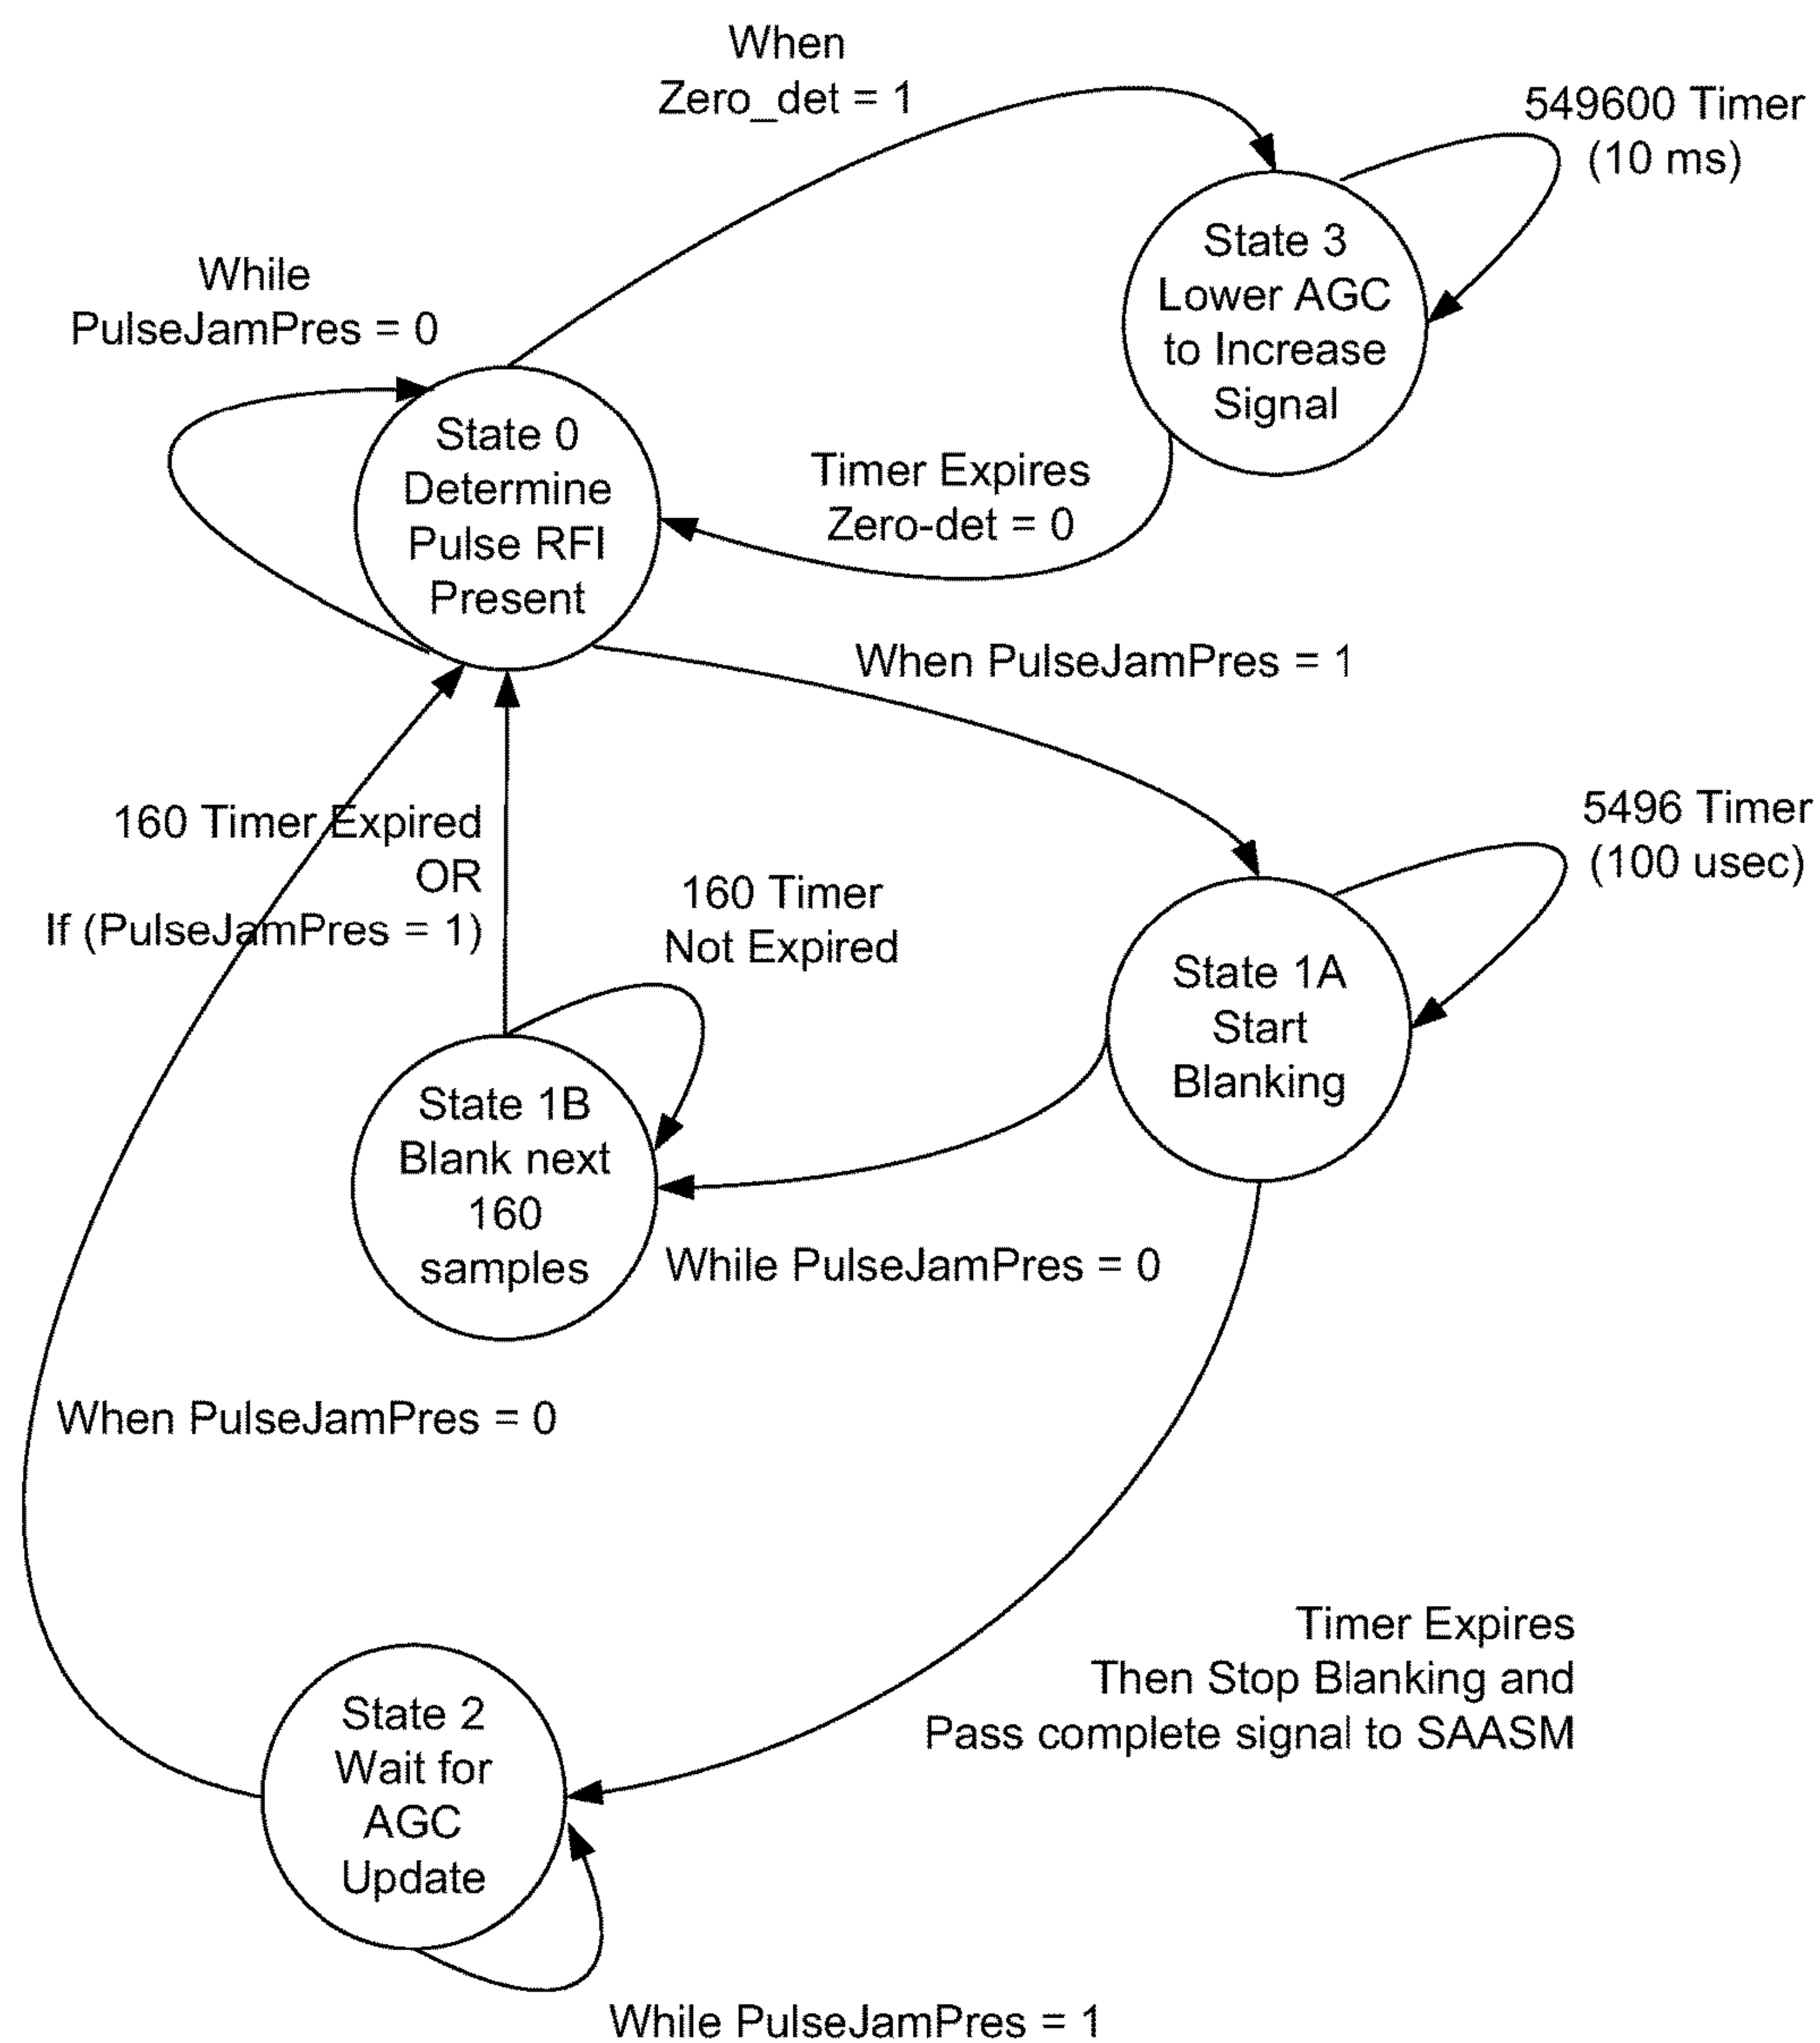 When
Zero_det = 1
549600 Timer
(10 ms)
State 3
Lower AGC
to Increase
Signal
While
PulseJamPres = 0
State 0
Determine
Pulse RFI
Present
Timer Expires
Zero-det = 0
When PulseJamPres = 1
160 Timer Expired
OR
If (PulseJamPres = 1)
160 Timer
Not Expired
5496 Timer
(100 usec)
State 1A
Start
Blanking
State 1B
Blank next
160
samples
While PulseJamPres = 0
When PulseJamPres = 0
Timer Expires
Then Stop Blanking and
Pass complete signal to SAASM
State 2
Wait for
AGC
Update
While PulseJamPres = 1